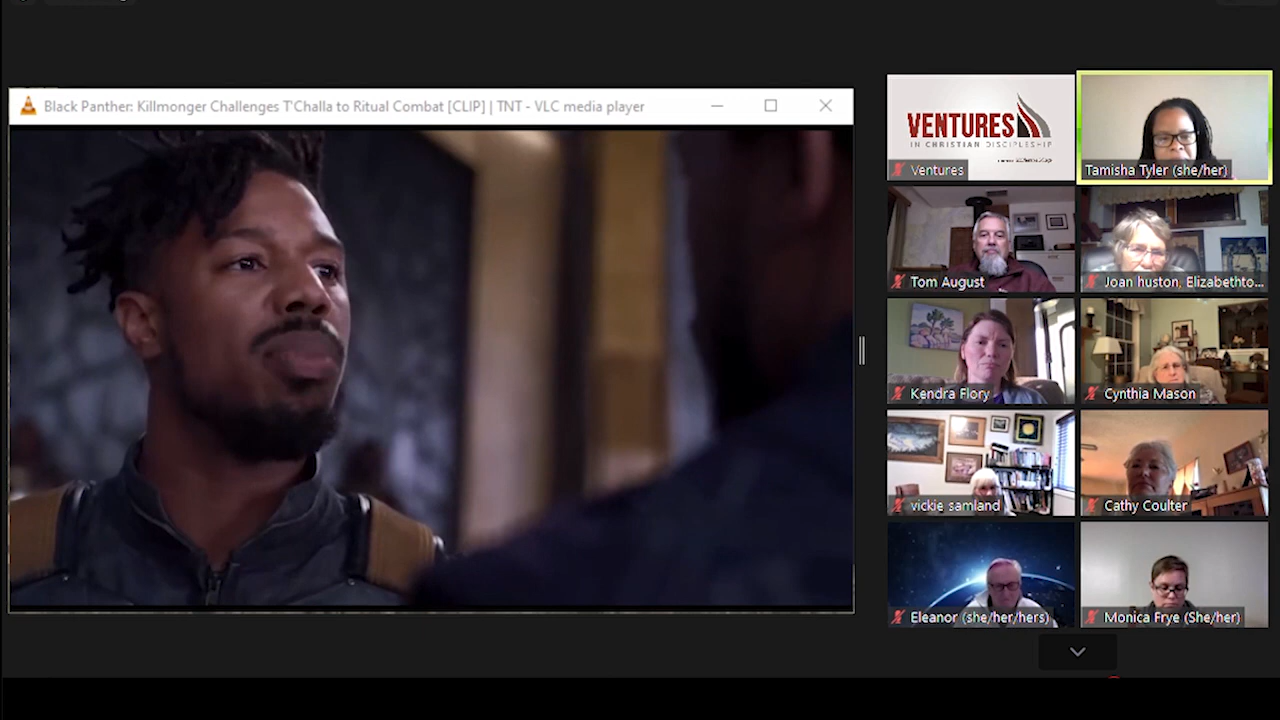 Black Panther: Killmonger Challenges T'Challa to Ritual Combat [CLIP] | TNT - VLC media player
VENTURES
IN CHRISTIAN DISCIPLESHIP
Ventures
Tamisha Tyler (she/her)
Tom August
Joan huston, Elizabethto...
Kendra Flory
Cynthia Mason
vickie samland
Cathy Coulter
Eleanor (she/her/hers)
Monica Frye (She/her)